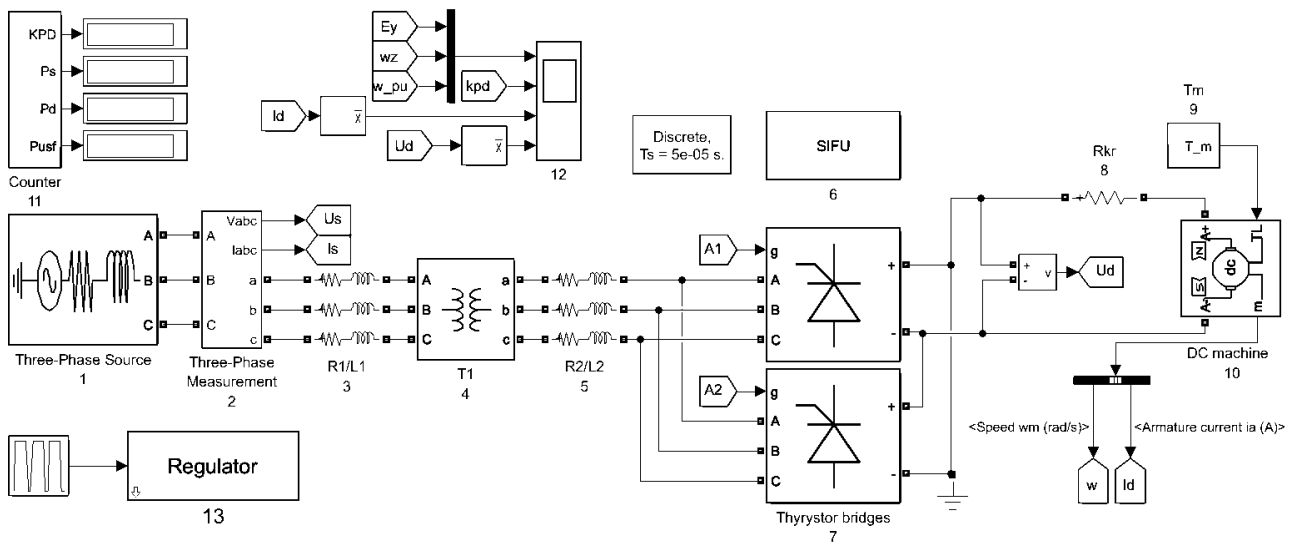 KPD
Ps
Pd
Pusf
Counter
11
Ey
wz
w_pu
kpd
Id
x
Ud
x
12
Discrete,
Ts = 5e-05 s.
SIFU
6
Tm
9
T_m
Rkr
8
A
B
C
Three-Phase Source
1
A
B
C
Vabc
Iabc
a
b
c
Three-Phase
Measurement
2
Us
Is
R1/L1
3
A
B
C
a
b
c
T1
4
R2/L2
5
A1
g
A
B
C
+
-
A2
g
A
B
C
+
-
Thyrystor bridges
7
+
+
-
v
Ud
A+
TL
N
dc
S
A-
m
DC machine
10
<Speed wm (rad/s)>
<Armature current ia (A)>
w
Id
Regulator
13